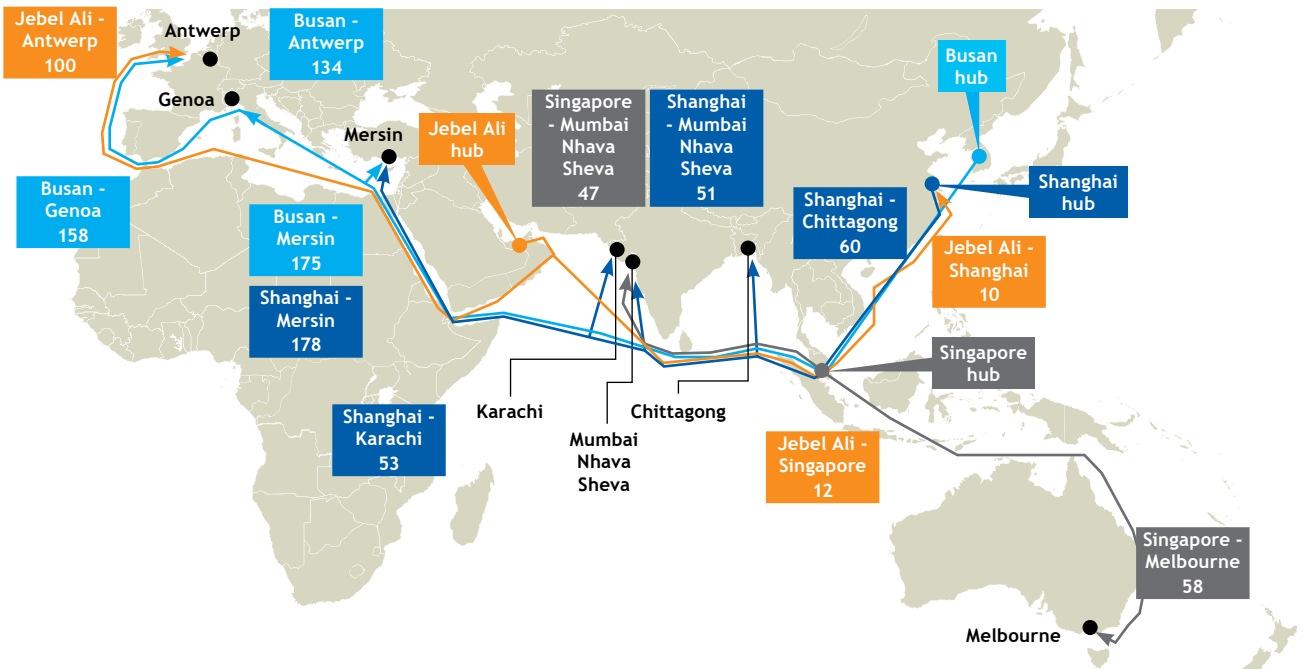 Jebel Ali -
Antwerp
100
Antwerp
Busan -
Antwerp
134
Genoa
Mersin
Jebel Ali
hub
Singapore
- Mumbai
Nhava
Sheva
47
Shanghai
- Mumbai
Nhava
Sheva
51
Busan
hub
Shanghai
hub
Busan -
Genoa
158
Busan -
Mersin
175
Shanghai -
Mersin
178
Shanghai -
Chittagong
60
Jebel Ali -
Shanghai
10
Singapore
hub
Shanghai -
Karachi
53
Karachi
Mumbai
Nhava
Sheva
Chittagong
Jebel Ali -
Singapore
12
Singapore -
Melbourne
58
Melbourne